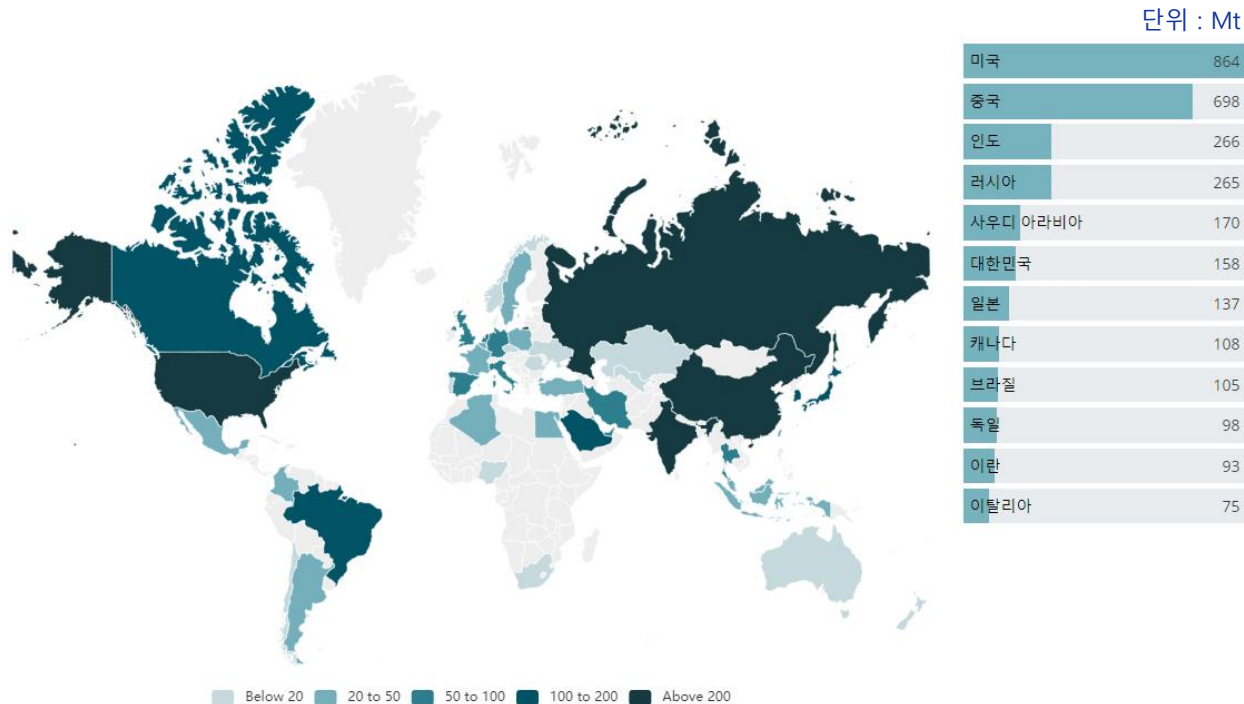 단위 : Mt
미국 864
중국 698
인도 266
러시아 265
사우디 아라비아 170
대한민국 158
일본 137
캐나다 108
브라질 105
독일 98
이란 93
이탈리아 75
Below 20 20 to 50 50 to 100 100 to 200 Above 200